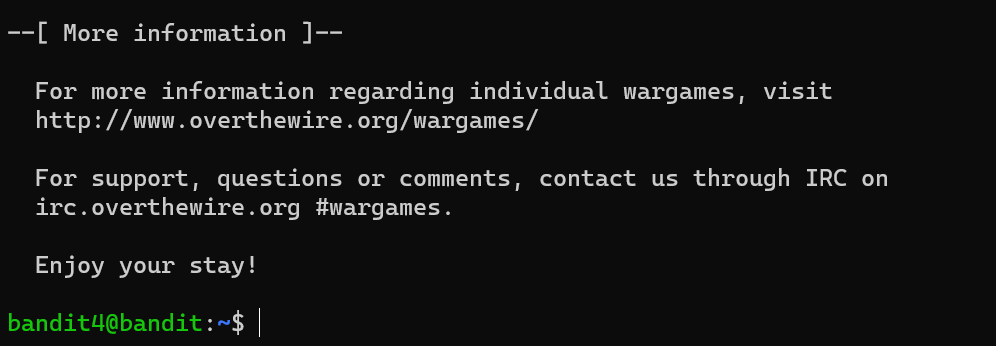 --[ More information ]--
For more information regarding individual wargames, visit
http://www.overthewire.org/wargames/
For support, questions or comments, contact us through IRC on
irc.overthewire.org #wargames.
Enjoy your stay!
bandit4@bandit:~$